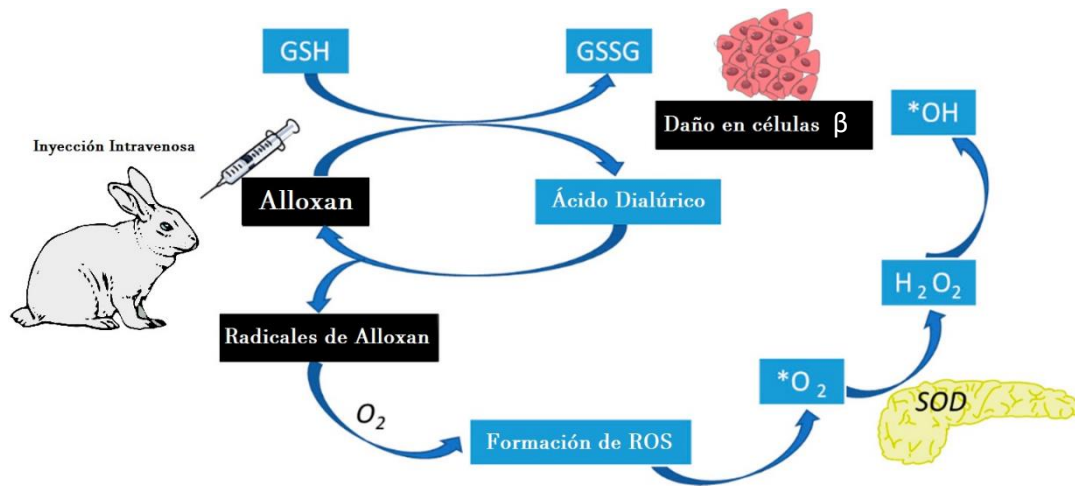 GSH
GSSG
Daño en células β
*OH
Inyección Intravenosa
Alloxan
Ácido Dialúrico
H2O2
Radicales de Alloxan
*O2
SOD
O2
Formación de ROS